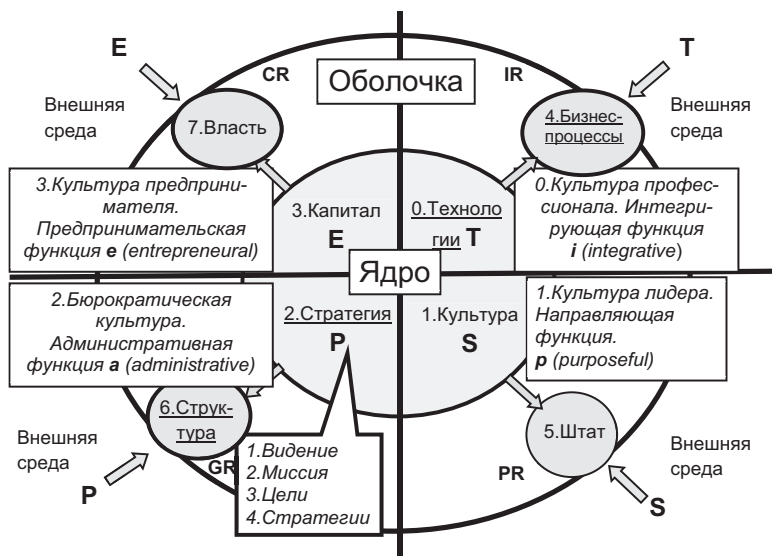 E
T
CR
Оболочка
IR
Внешняя
среда
7.Власть
4.Бизнес-
процессы
Внешняя
среда
3.Культура предприни-
мателя.
Предпринимательская
функция e (entrepreneural)
3.Капитал
E
0.Техноло
гии T
0.Культура профес-
сионала. Интегри-
рующая функция
i (integrative)
Ядро
2.Бюрократическая
культура.
Административная
функция a (administrative)
2.Стратегия
P
1.Культура
S
1.Культура лидера.
Направляющая
функция.
p (purposeful)
6.Струк-
тура
5.Штат
Внешняя
среда
GR
1.Видение
2.Миссия
3.Цели
4.Стратегии
PR
Внешняя
среда
P
S